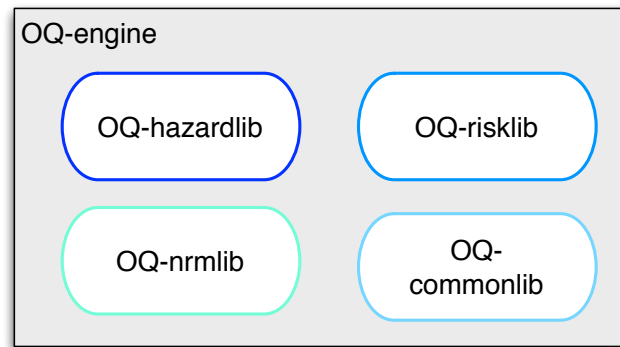 OQ-engine
OQ-hazardlib
OQ-risklib
OQ-nrmlib
OQ-
commonlib